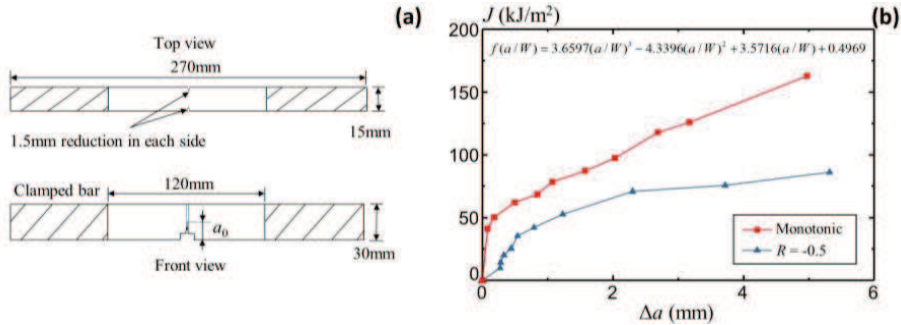 (a)
Top view
270mm
1.5mm reduction in each side
15mm
Clamped bar
120mm
a₀
30mm
Front view
J (kJ/m²)
(b)
200
f(a/W) = 3.6597(a/W)³ − 4.3396(a/W)² + 3.5716(a/W) + 0.4969
150
100
50
0
Monotonic
R = -0.5
0
2
4
6
Δa (mm)